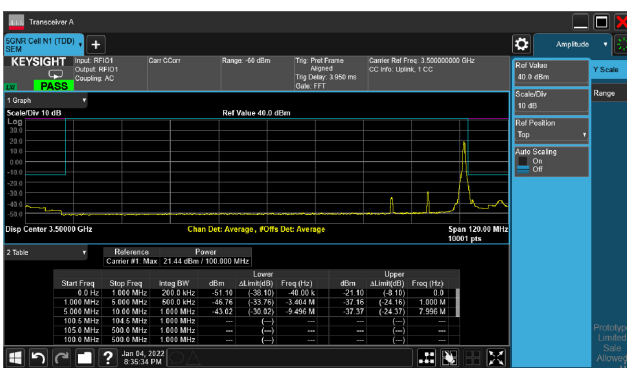 Transceiver A
5GNR Cell N1 (TDD)
SEM
Amplitude
KEYSIGHT
Input: RFIO1
Output: RFIO1
Coupling: AC
Corr CCorr
Range: -60 dBm
Trig: Pref Frame
Aligned
Trig Delay: 3.950 ms
Gate: FFT
Carrier Ref Freq: 3.500000000 GHz
CC Info: Uplink, 1 CC
PASS
Ref Value
40.0 dBm
Y Scale
Scale/Div
10 dB
Range
Ref Position
Top
Auto Scaling
On
Off
1 Graph
Scale/Div 10 dB
Ref Value 40.0 dBm
Log
30.0
20.0
10.0
0.00
-10.0
-20.0
-30.0
-40.0
-50.0
Disp Center 3.50000 GHz
Chan Det: Average, #Offs Det: Average
Span 120.00 MHz
10001 pts
2 Table
Reference Power
Carrier #1: Max 21.44 dBm / 100.000 MHz
Lower Upper
Start Freq Stop Freq Integ BW dBm ΔLimit(dB) Freq (Hz) dBm ΔLimit(dB) Freq (Hz)
0.0 Hz 1.000 MHz 200.0 kHz -51.10 (-38.10) -40.00 k -21.10 (-8.10) 0.0
1.000 MHz 5.000 MHz 500.0 kHz -46.76 (-33.76) -3.404 M -37.16 (-24.16) 1.000 M
5.000 MHz 10.00 MHz 1.000 MHz -43.02 (-30.02) -9.496 M -37.37 (-24.37) 7.996 M
100.5 MHz 104.5 MHz 1.000 MHz --- (---) --- (---)
105.0 MHz 500.0 MHz 1.000 MHz --- (---) --- (---)
100.0 MHz 500.0 MHz 1.000 MHz --- (---) --- (---)
Prototype
Limited
Sale
Allowed
Jan 04, 2022
8:35:34 PM